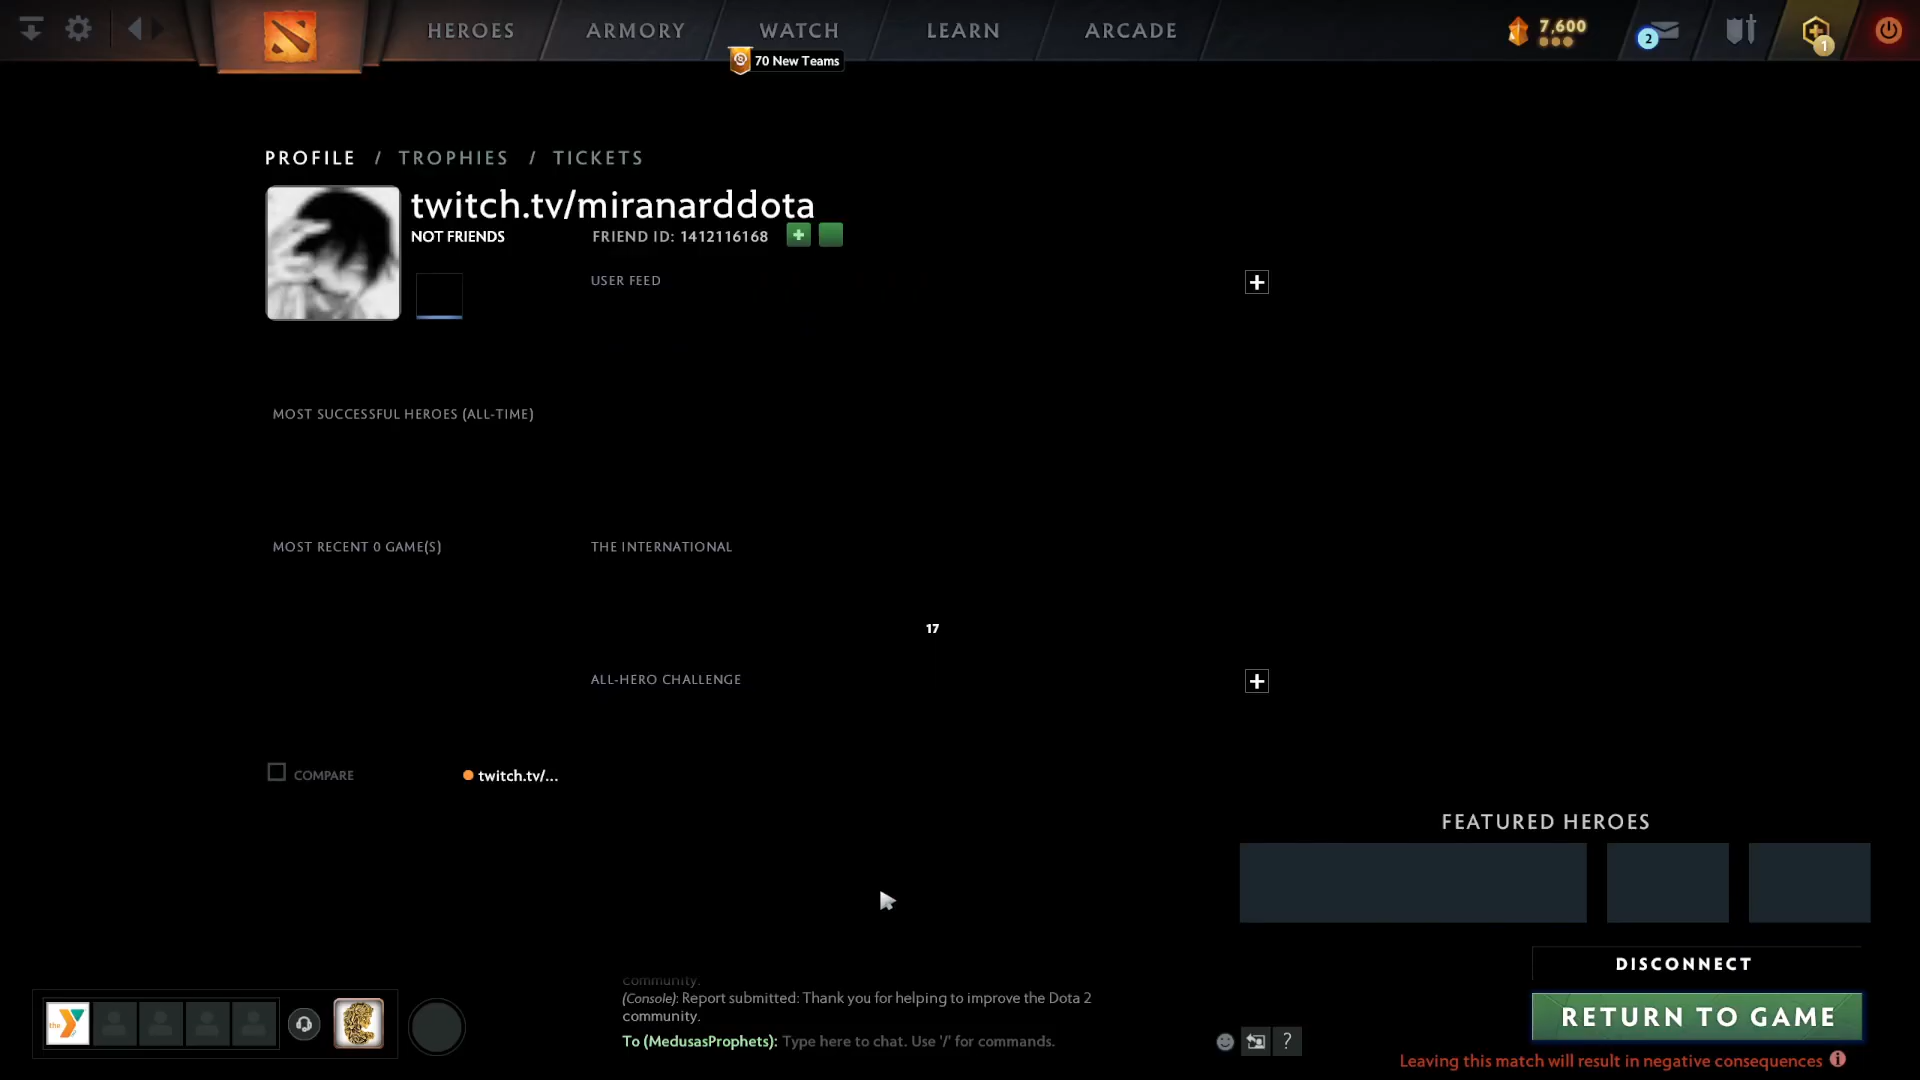 HEROES
ARMORY
WATCH
LEARN
ARCADE
7,600
2
1
70 New Teams
PROFILE / TROPHIES / TICKETS
twitch.tv/miranarddota
NOT FRIENDS
FRIEND ID: 1412116168
USER FEED
MOST SUCCESSFUL HEROES (ALL-TIME)
MOST RECENT 0 GAME(S)
THE INTERNATIONAL
17
ALL-HERO CHALLENGE
COMPARE
twitch.tv/...
FEATURED HEROES
DISCONNECT
RETURN TO GAME
Leaving this match will result in negative consequences
community.
(Console): Report submitted: Thank you for helping to improve the Dota 2
community.
To (MedusasProphets): Type here to chat. Use '/' for commands.
?
the